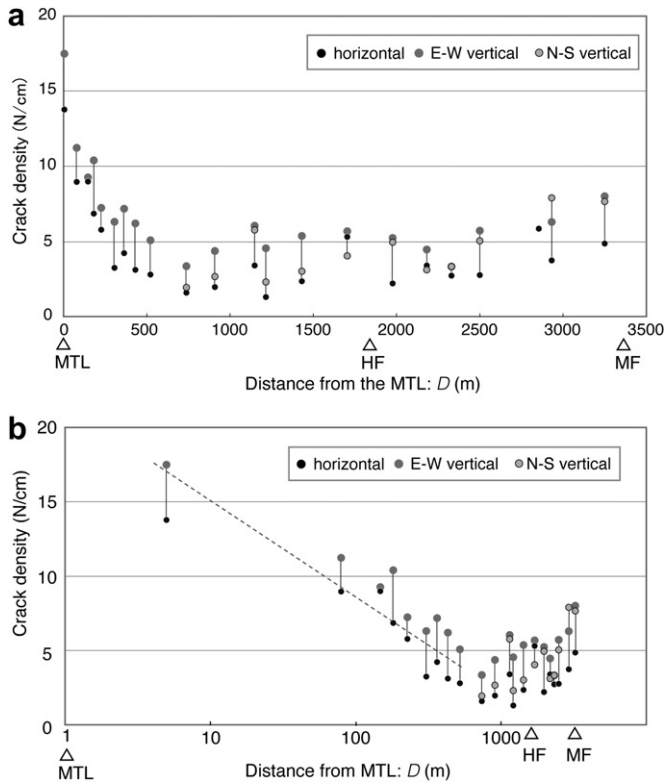 a
20
15
10
5
0
Crack density (N/cm)
horizontal E-W vertical N-S vertical
0 500 1000 1500 2000 2500 3000 3500
MTL HF MF
Distance from the MTL: D (m)
b
20
15
10
5
0
Crack density (N/cm)
horizontal E-W vertical N-S vertical
1 10 100 1000
MTL HF MF
Distance from MTL: D (m)